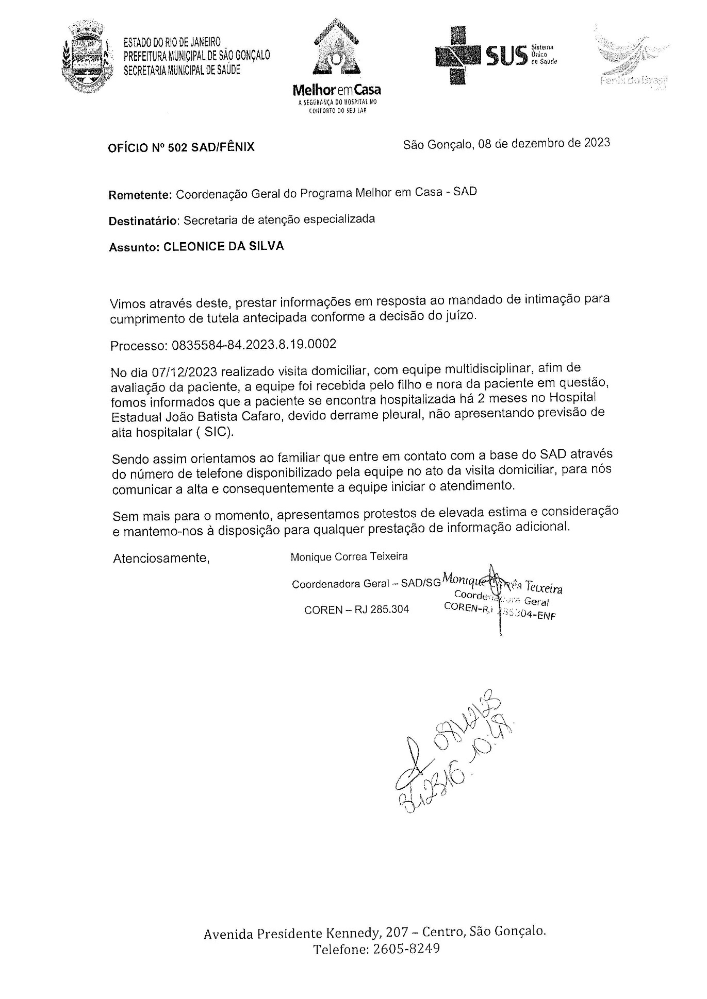 ESTADO DO RIO DE JANEIRO
PREFEITURA MUNICIPAL DE SÃO GONÇALO
SECRETARIA MUNICIPAL DE SAÚDE
Melhor em Casa
A SEGURANÇA DO HOSPITAL NO
CONFORTO DO SEU LAR
SUS
Sistema
Único
de Saúde
Fenix do Brasil
OFÍCIO Nº 502 SAD/FÊNIX
São Gonçalo, 08 de dezembro de 2023
Remetente: Coordenação Geral do Programa Melhor em Casa - SAD
Destinatário: Secretaria de atenção especializada
Assunto: CLEONICE DA SILVA
Vimos através deste, prestar informações em resposta ao mandado de intimação para
cumprimento de tutela antecipada conforme a decisão do juízo.
Processo: 0835584-84.2023.8.19.0002
No dia 07/12/2023 realizado visita domiciliar, com equipe multidisciplinar, afim de
avaliação da paciente, a equipe foi recebida pelo filho e nora da paciente em questão,
fomos informados que a paciente se encontra hospitalizada há 2 meses no Hospital
Estadual João Batista Cafaro, devido derrame pleural, não apresentando previsão de
alta hospitalar ( SIC).
Sendo assim orientamos ao familiar que entre em contato com a base do SAD através
do número de telefone disponibilizado pela equipe no ato da visita domiciliar, para nós
comunicar a alta e consequentemente a equipe iniciar o atendimento.
Sem mais para o momento, apresentamos protestos de elevada estima e consideração
e mantemo-nos à disposição para qualquer prestação de informação adicional.
Atenciosamente,
Monique Correa Teixeira
Coordenadora Geral – SAD/SG
COREN – RJ 285.304
Monique Corrêa Teixeira
Coordenadora Geral
COREN-RJ 285304-ENF
08/12/23
10:48.
Avenida Presidente Kennedy, 207 – Centro, São Gonçalo.
Telefone: 2605-8249